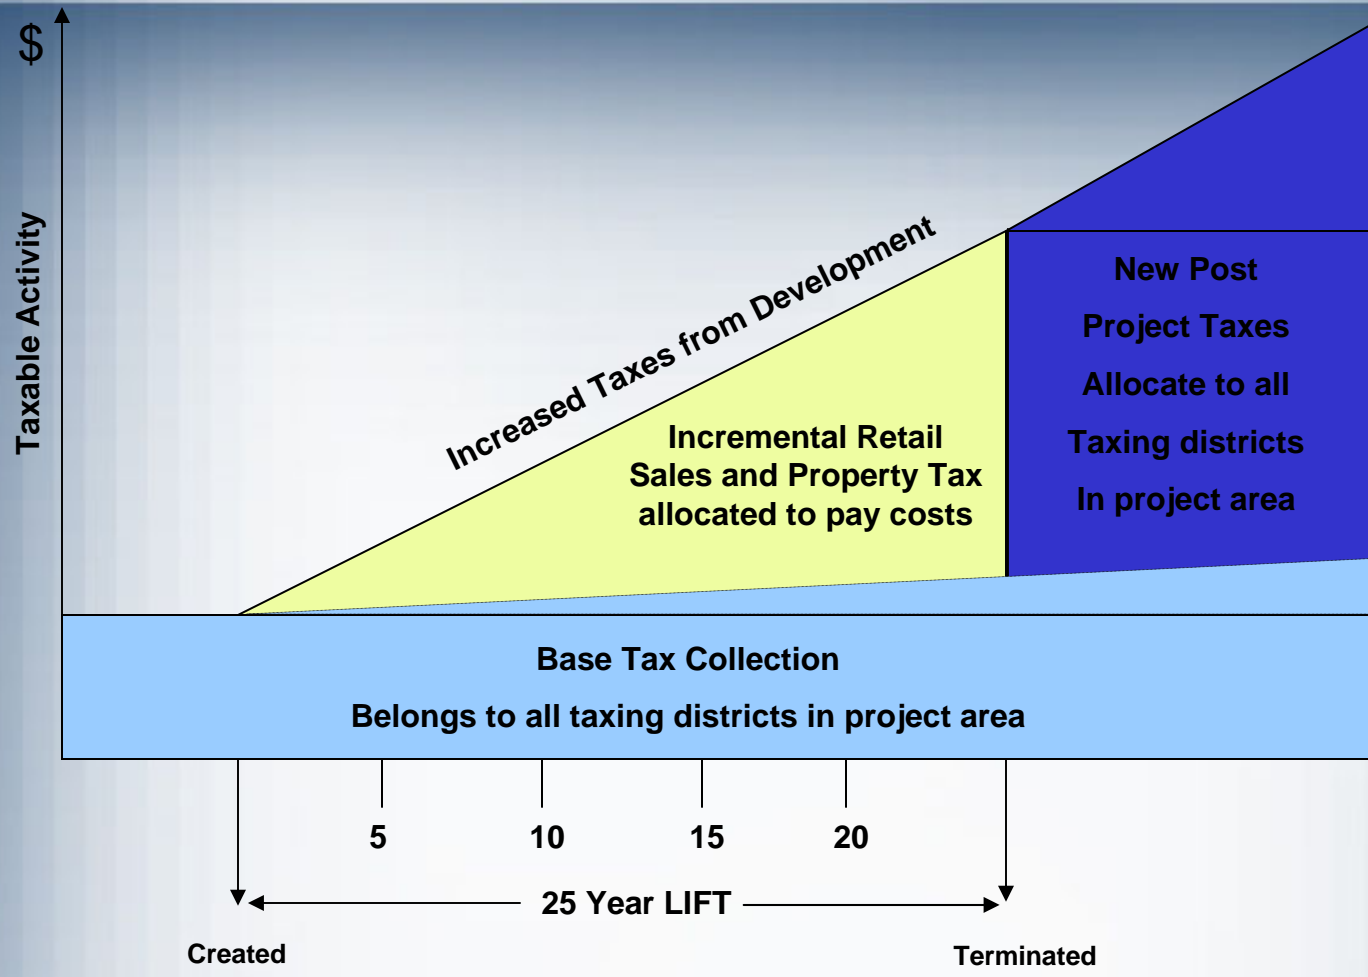 $
Taxable Activity
Increased Taxes from Development
Incremental Retail
Sales and Property Tax
allocated to pay costs
New Post
Project Taxes
Allocate to all
Taxing districts
In project area
Base Tax Collection
Belongs to all taxing districts in project area
5 10 15 20
25 Year LIFT
Created Terminated